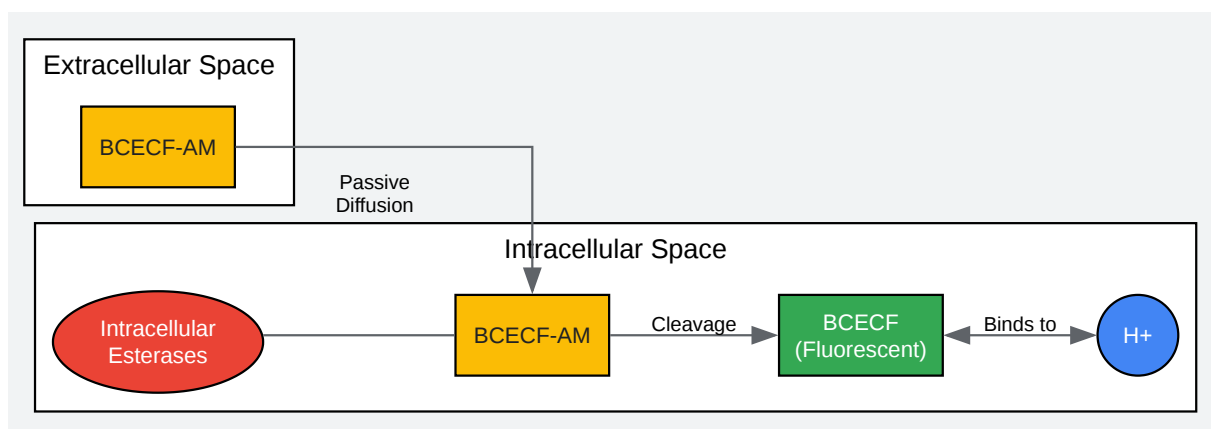 Extracellular Space
BCECF-AM
Passive
Diffusion
Intracellular Space
Intracellular
Esterases
BCECF-AM
Cleavage
BCECF
(Fluorescent)
Binds to
H+